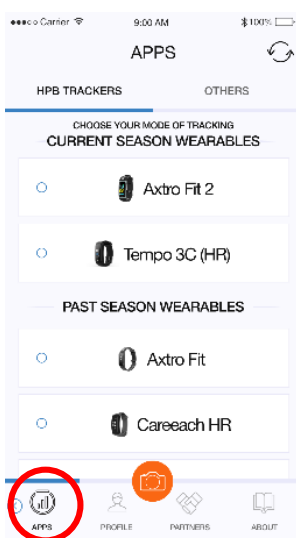 Carrier 9:00 AM 100%
APPS
HPB TRACKERS OTHERS
CHOOSE YOUR MODE OF TRACKING
CURRENT SEASON WEARABLES
Axtro Fit 2
Tempo 3C (HR)
PAST SEASON WEARABLES
Axtro Fit
Careeach HR
APPS PROFILE PARTNERS ABOUT